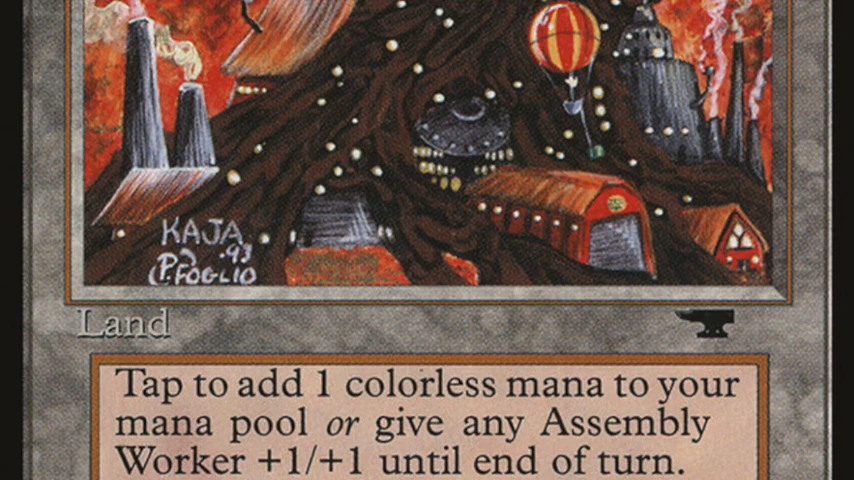 KAJA
'93
&
P. FOGLIO
Land
Tap to add 1 colorless mana to your
mana pool or give any Assembly
Worker +1/+1 until end of turn.